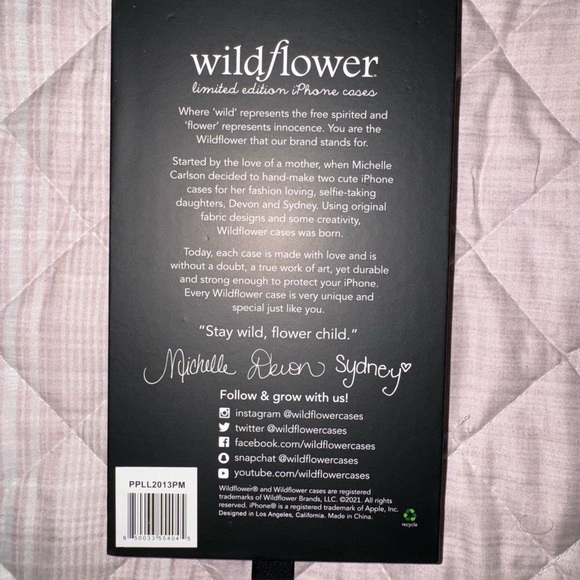 wildflower
limited edition iPhone cases
Where 'wild' represents the free spirited and
'flower' represents innocence. You are the
Wildflower that our brand stands for.
Started by the love of a mother, when Michelle
Carlson decided to hand-make two cute iPhone
cases for her fashion loving, selfie-taking
daughters, Devon and Sydney. Using original
fabric designs and some creativity,
Wildflower cases was born.
Today, each case is made with love and is
without a doubt, a true work of art, yet durable
and strong enough to protect your iPhone.
Every Wildflower case is very unique and
special just like you.
"Stay wild, flower child."
Michelle Devon Sydney
Follow & grow with us!
instagram @wildflowercases
twitter @wildflowercases
facebook.com/wildflowercases
snapchat @wildflowercases
youtube.com/wildflowercases
PPLL2013PM
8 50033 55404 5
Wildflower® and Wildflower cases are registered
trademarks of Wildflower Brands, LLC. ©2021. All rights
reserved. iPhone® is a registered trademark of Apple, Inc.
Designed in Los Angeles, California. Made in China.
recycle